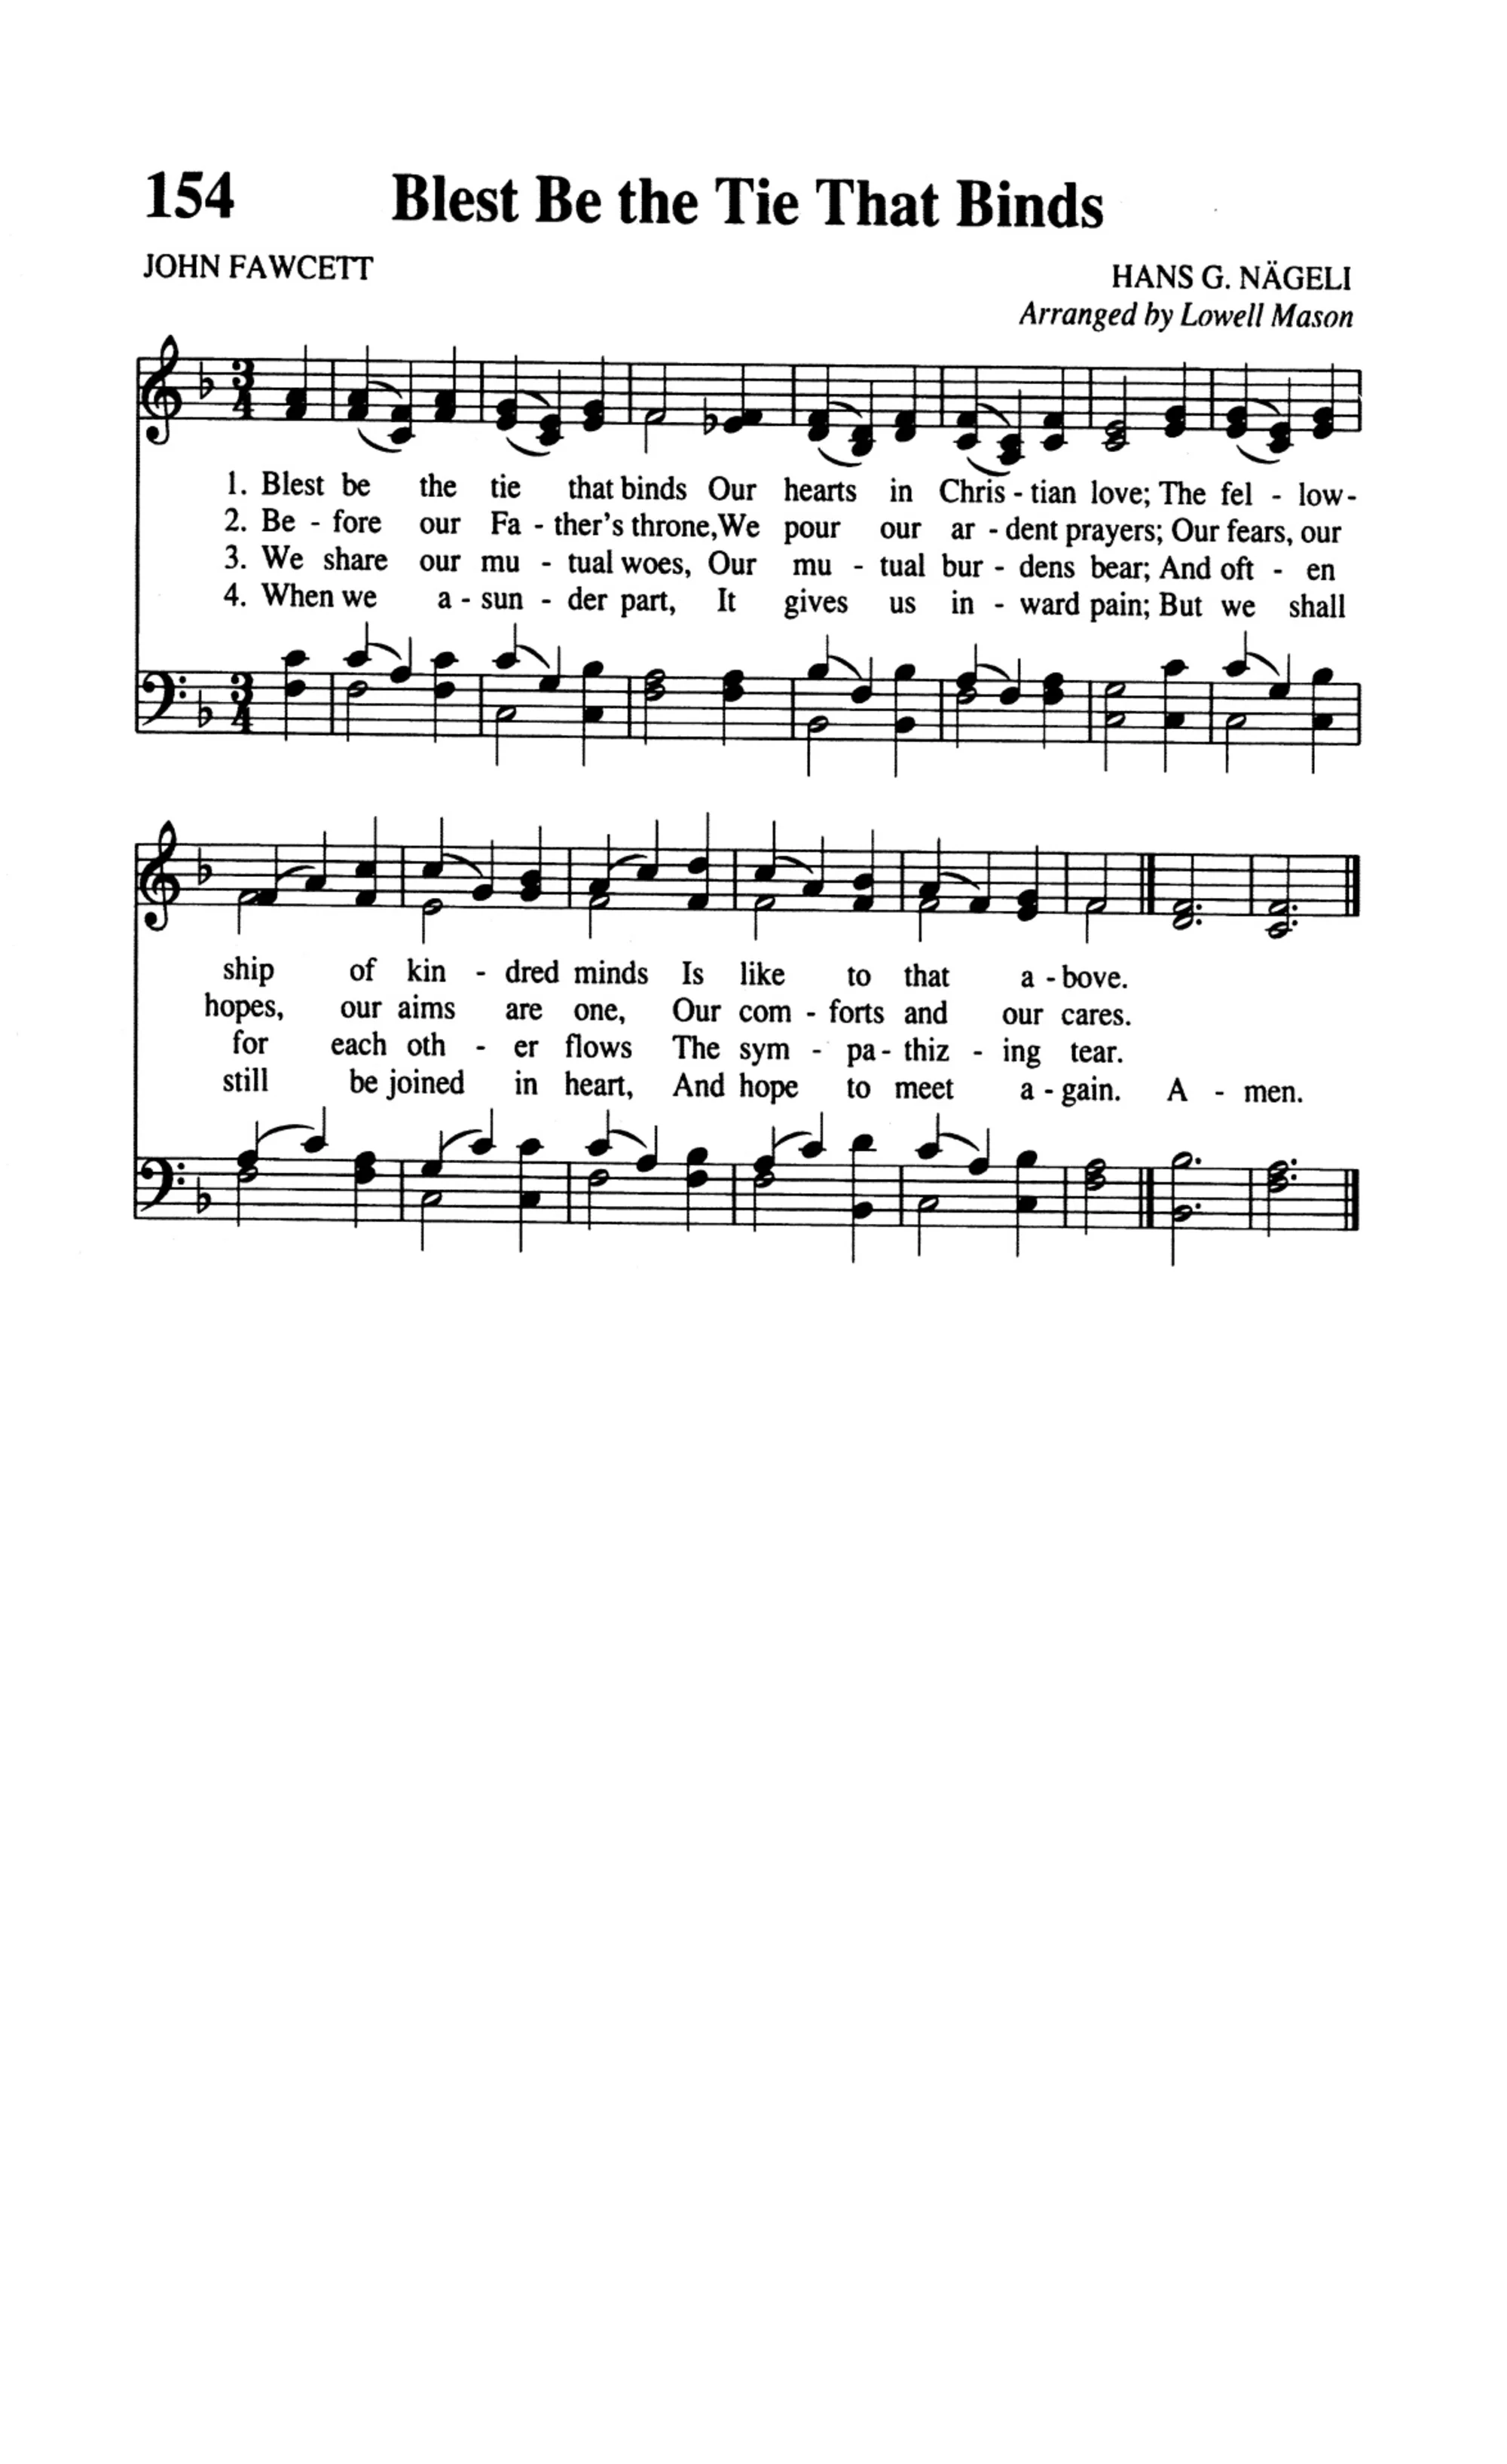 154 Blest Be the Tie That Binds
JOHN FAWCETT
HANS G. NÄGELI
Arranged by Lowell Mason
1. Blest be the tie that binds Our hearts in Chris - tian love; The fel - low-
2. Be - fore our Fa - ther's throne, We pour our ar - dent prayers; Our fears, our
3. We share our mu - tual woes, Our mu - tual bur - dens bear; And oft - en
4. When we a - sun - der part, It gives us in - ward pain; But we shall
ship of kin - dred minds Is like to that a - bove.
hopes, our aims are one, Our com - forts and our cares.
for each oth - er flows The sym - pa - thiz - ing tear.
still be joined in heart, And hope to meet a - gain. A - men.